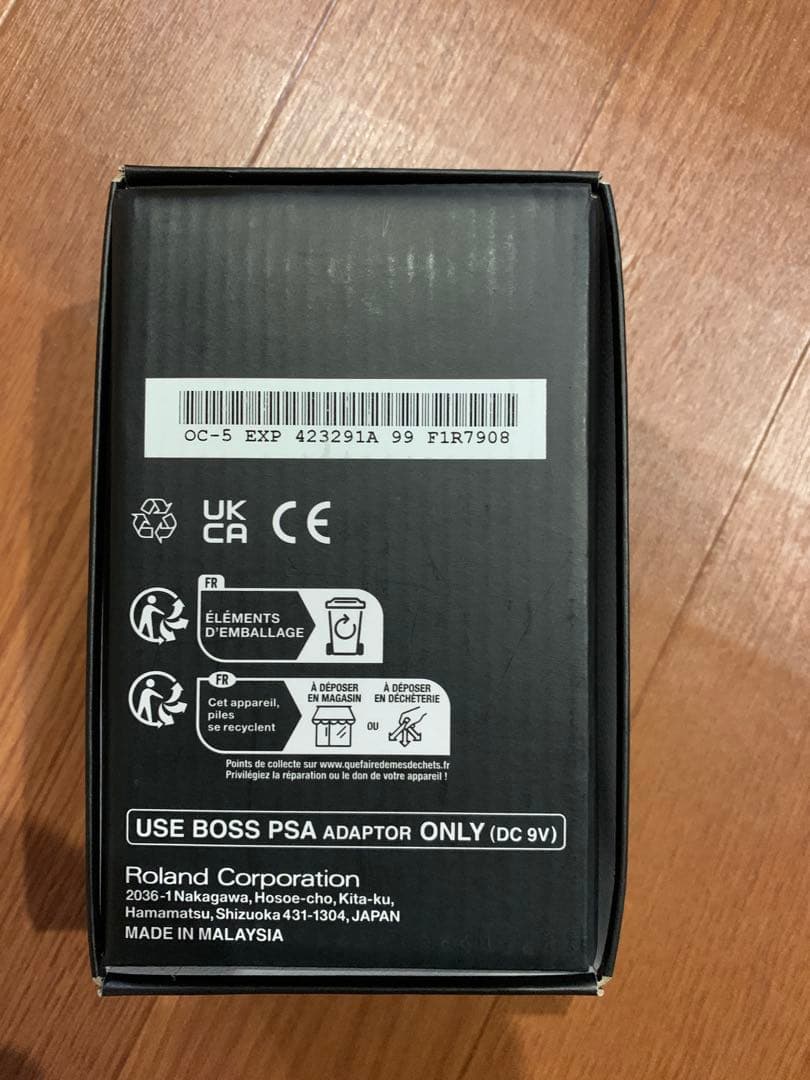 OC-5 EXP 423291A 99 F1R7908
UK
CA CE
FR
ÉLÉMENTS
D'EMBALLAGE
FR
Cet appareil,
piles
se recyclent
À DÉPOSER
EN MAGASIN
OU
À DÉPOSER
EN DÉCHÈTERIE
Points de collecte sur www.quefairedemesdechets.fr
Privilégiez la réparation ou le don de votre appareil !
USE BOSS PSA ADAPTOR ONLY (DC 9V)
Roland Corporation
2036-1 Nakagawa, Hosoe-cho, Kita-ku,
Hamamatsu, Shizuoka 431-1304, JAPAN
MADE IN MALAYSIA